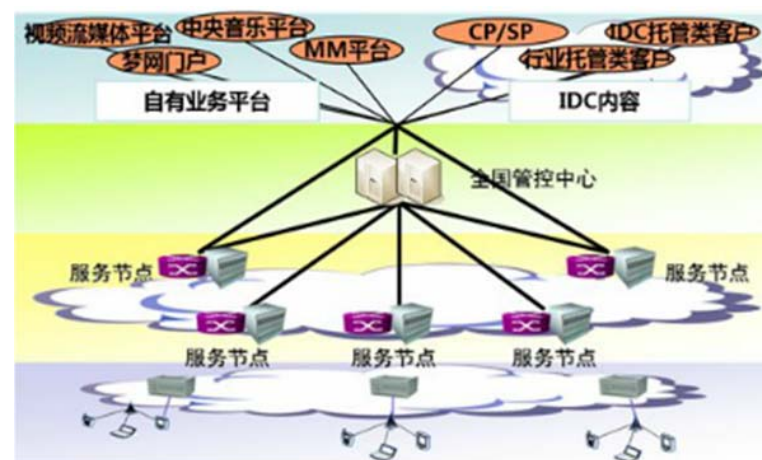 视频流媒体平台
中央音乐平台
MM平台
CP/SP
IDC托管类客户
梦网门户
行业托管类客户
自有业务平台
IDC内容
全国管控中心
服务节点
服务节点
服务节点
服务节点
服务节点